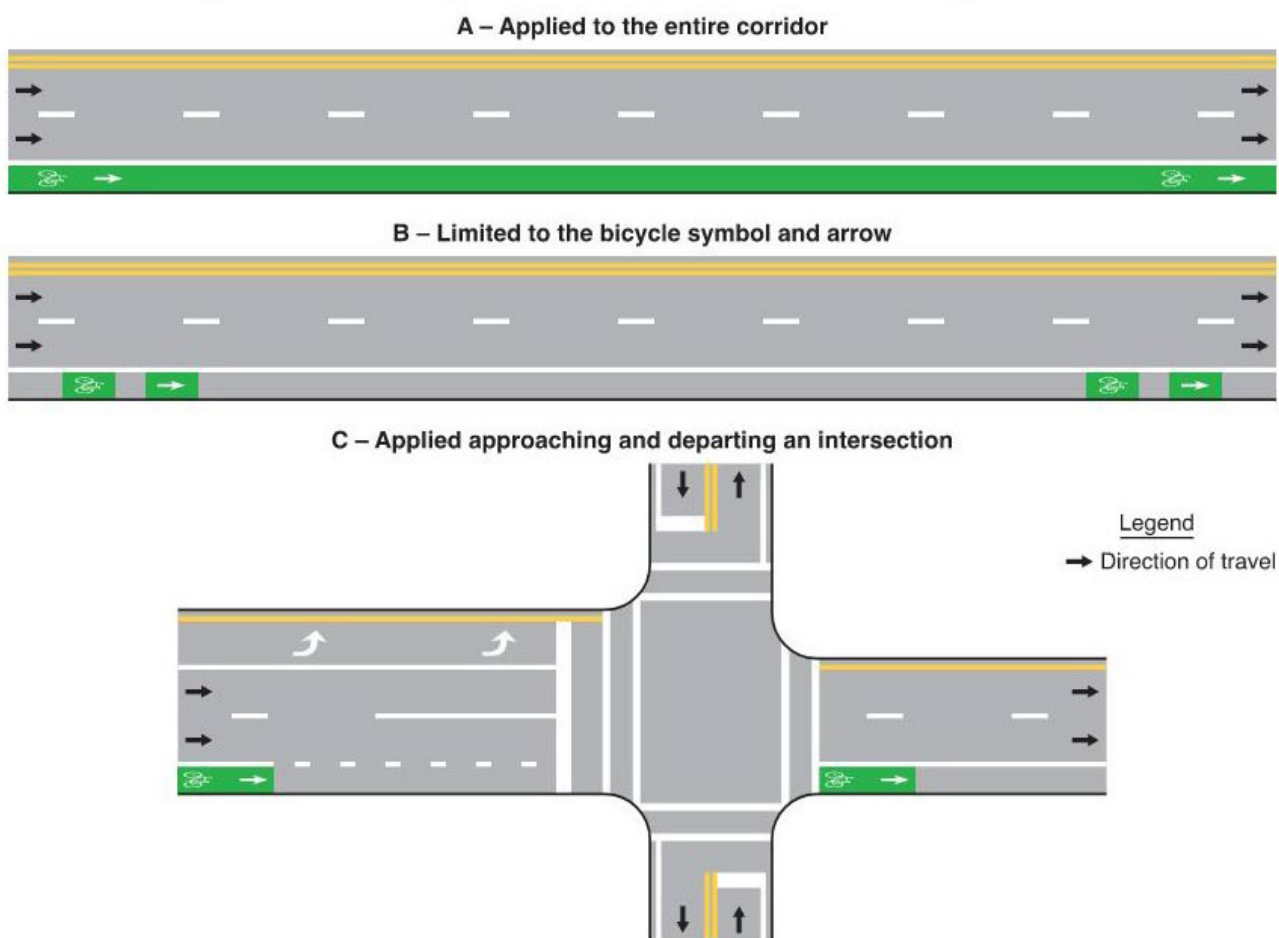 A – Applied to the entire corridor
B – Limited to the bicycle symbol and arrow
C – Applied approaching and departing an intersection
Legend
Direction of travel